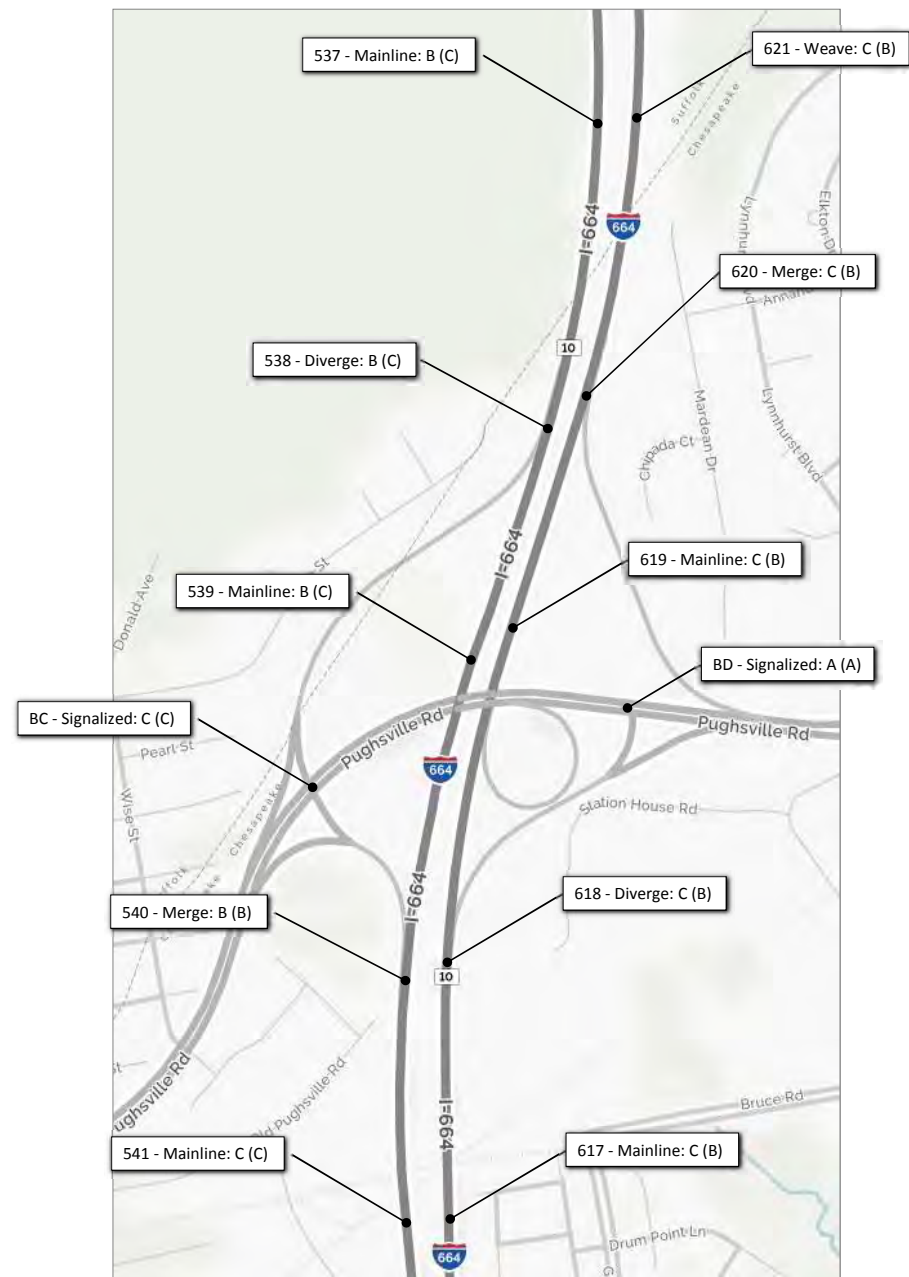 537 - Mainline: B (C)
621 - Weave: C (B)
Suffolk
Chesapeake
I-664
664
Elkton Dr
620 - Merge: C (B)
10
538 - Diverge: B (C)
Mardean Dr
Chipada Ct
Lynnhurst Blvd
I-664
619 - Mainline: C (B)
Donald Ave
St
539 - Mainline: B (C)
BD - Signalized: A (A)
BC - Signalized: C (C)
Pughsville Rd
Pughsville Rd
Pearl St
664
Wise St
Chesapeake
Station House Rd
I-664
540 - Merge: B (B)
618 - Diverge: C (B)
10
ughsville Rd
Old Pughsville Rd
I-664
Bruce Rd
541 - Mainline: C (C)
617 - Mainline: C (B)
Drum Point Ln
664
G